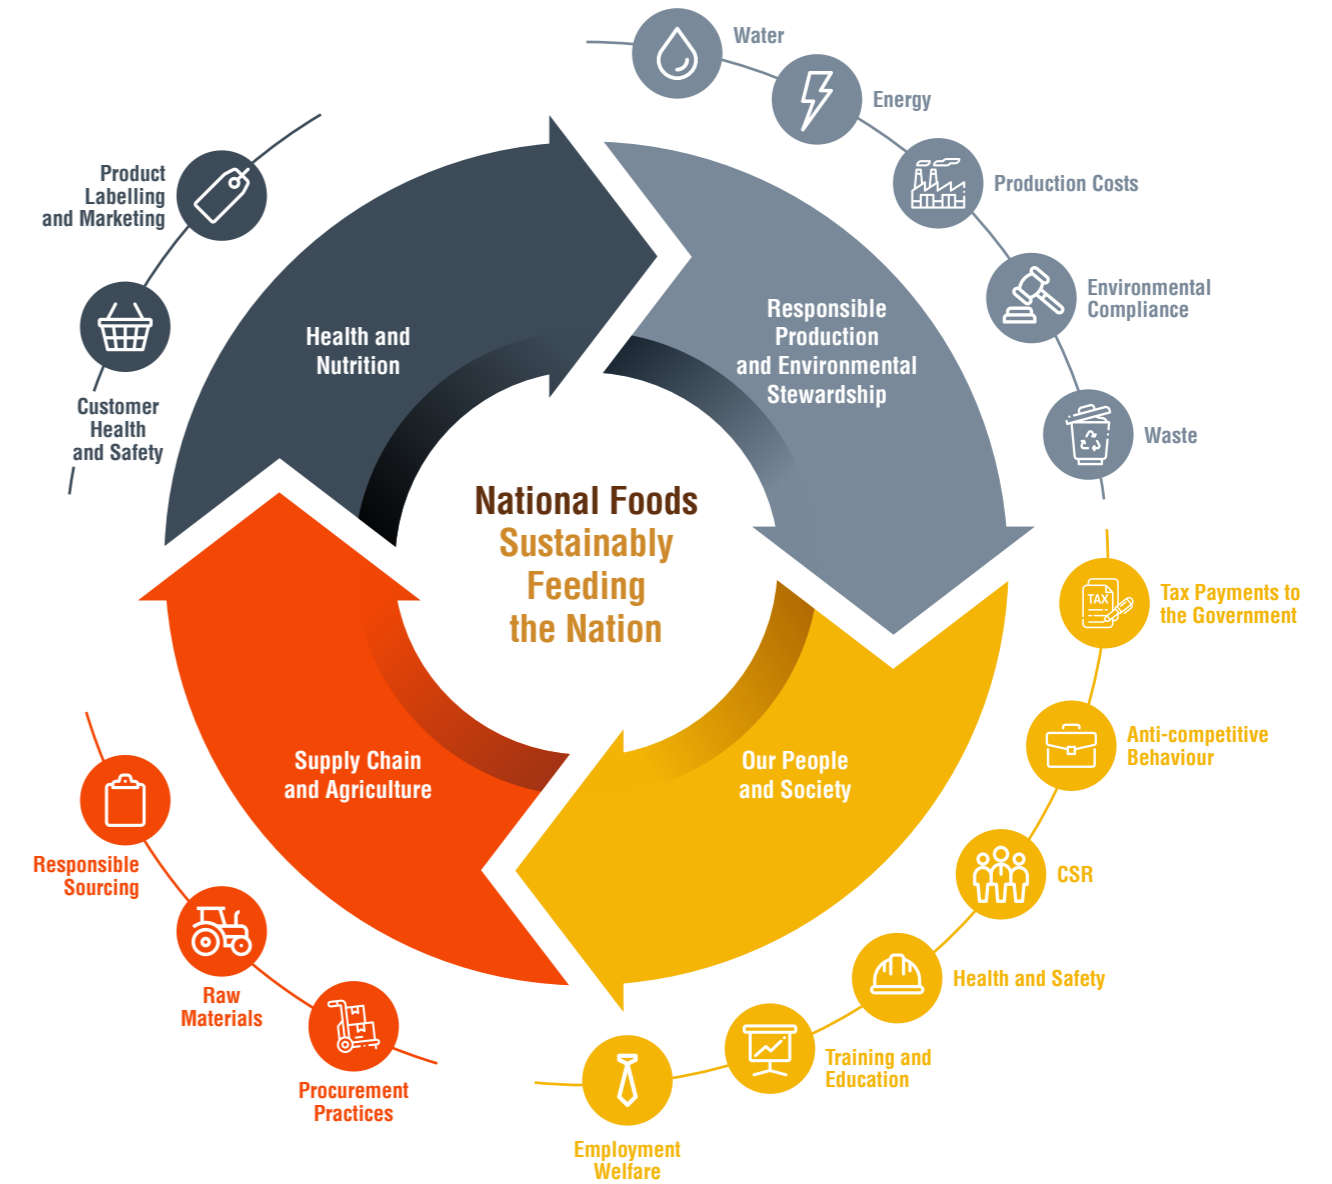 Water
Energy
Production Costs
Environmental
Compliance
Waste
Product
Labelling
and Marketing
Customer
Health
and Safety
Health and
Nutrition
Responsible
Production
and Environmental
Stewardship
National Foods
Sustainably
Feeding
the Nation
TAX
Tax Payments to
the Government
Anti-competitive
Behaviour
CSR
Health and Safety
Training and
Education
Employment
Welfare
Our People
and Society
Supply Chain
and Agriculture
Responsible
Sourcing
Raw
Materials
Procurement
Practices